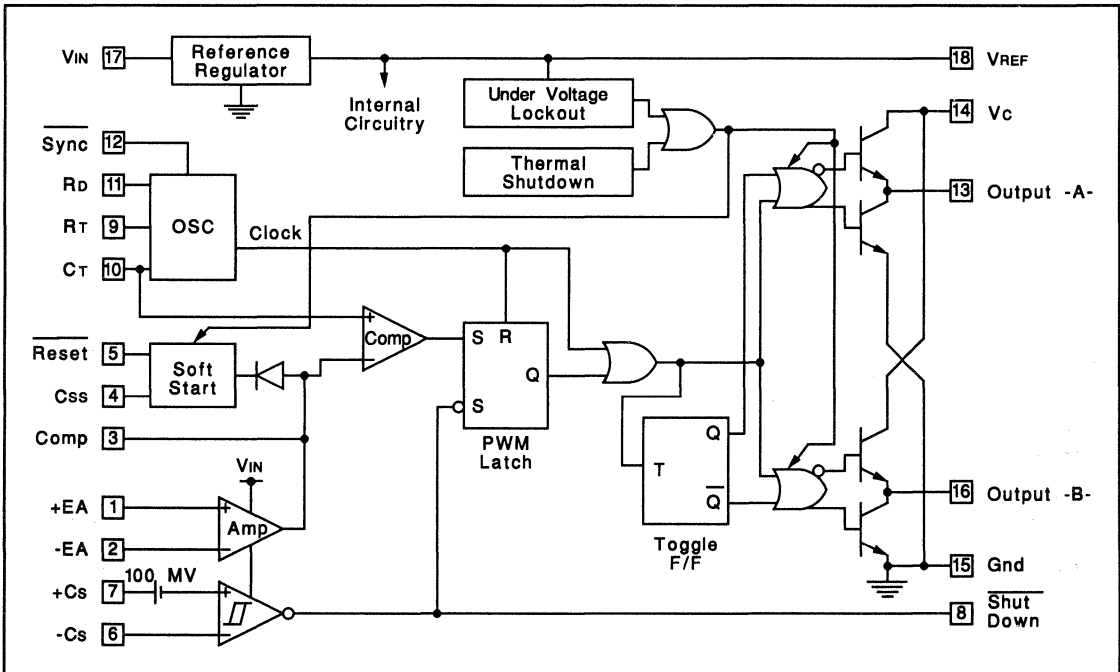 VIN 17
Reference
Regulator
18 VREF
Internal
Circuitry
Under Voltage
Lockout
14 Vc
Sync 12
Thermal
Shutdown
RD 11
13 Output -A-
RT 9
OSC
Clock
CT 10
+
Comp
−
S R
Reset 5
Soft
Start
Q
Css 4
S
Comp 3
PWM
Latch
Q
VIN
T
+EA 1
+
Amp
16 Output -B-
Q
-EA 2
−
Toggle
F/F
100 MV
+Cs 7
+
15 Gnd
-Cs 6
−
8 Shut
Down